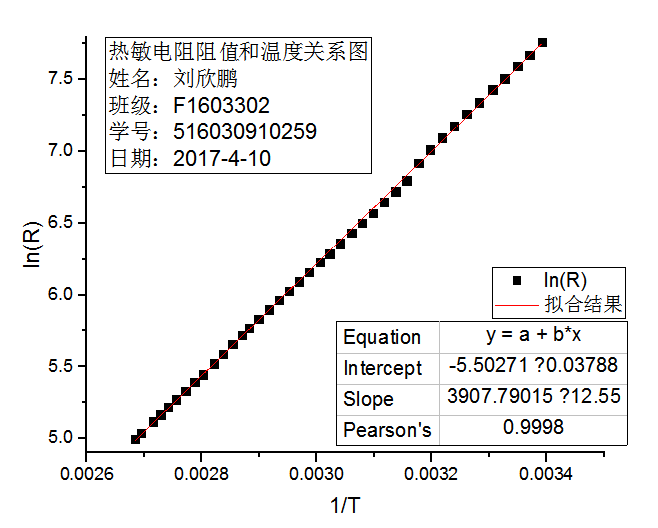 热敏电阻阻值和温度关系图
姓名：刘欣鹏
班级：F1603302
学号：516030910259
日期：2017-4-10
7.5
7.0
6.5
6.0
5.5
5.0
ln(R)
ln(R)
拟合结果
Equation y = a + b*x
Intercept -5.50271 ?0.03788
Slope 3907.79015 ?12.55
Pearson's 0.9998
0.0026 0.0028 0.0030 0.0032 0.0034
1/T